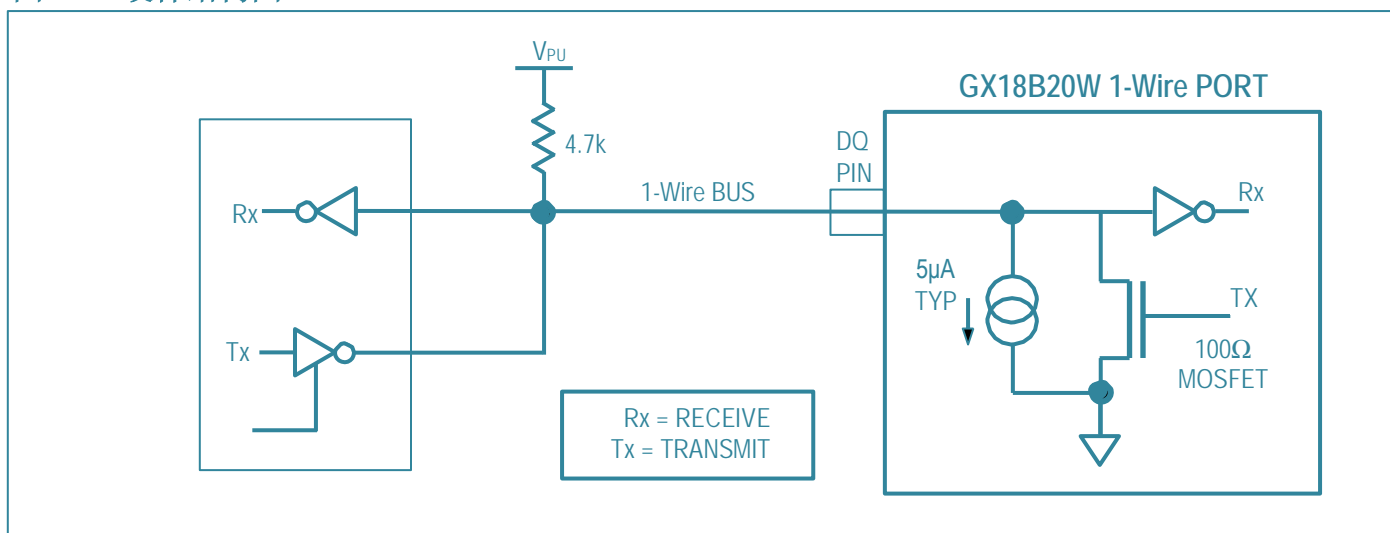 VPU
GX18B20W 1-Wire PORT
4.7k
DQ
PIN
1-Wire BUS
Rx
Rx
5µA
TYP
TX
Tx
100Ω
MOSFET
Rx = RECEIVE
Tx = TRANSMIT